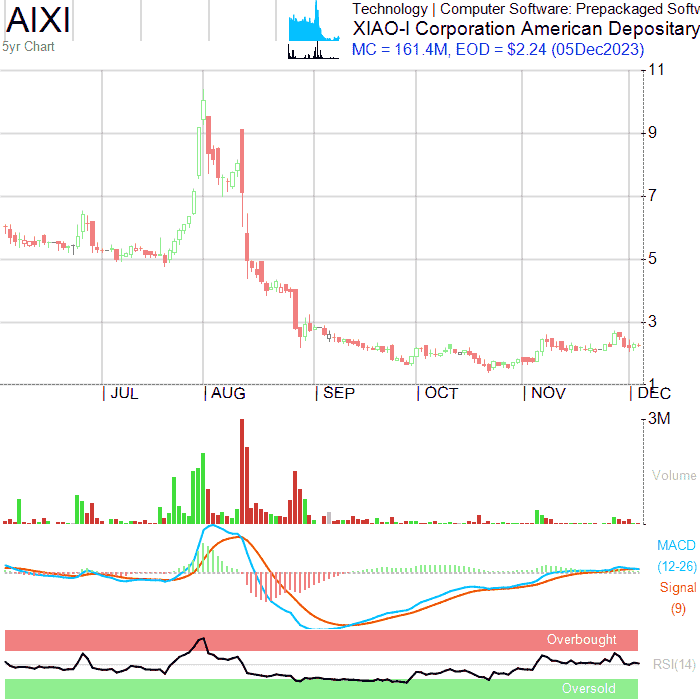 AIXI
5yr Chart
Technology | Computer Software: Prepackaged Softw
XIAO-I Corporation American Depositary
MC = 161.4M, EOD = $2.24 (05Dec2023)
11
9
7
5
3
1
JUL AUG SEP OCT NOV DEC
3M
Volume
MACD
(12-26)
Signal
(9)
Overbought
RSI(14)
Oversold